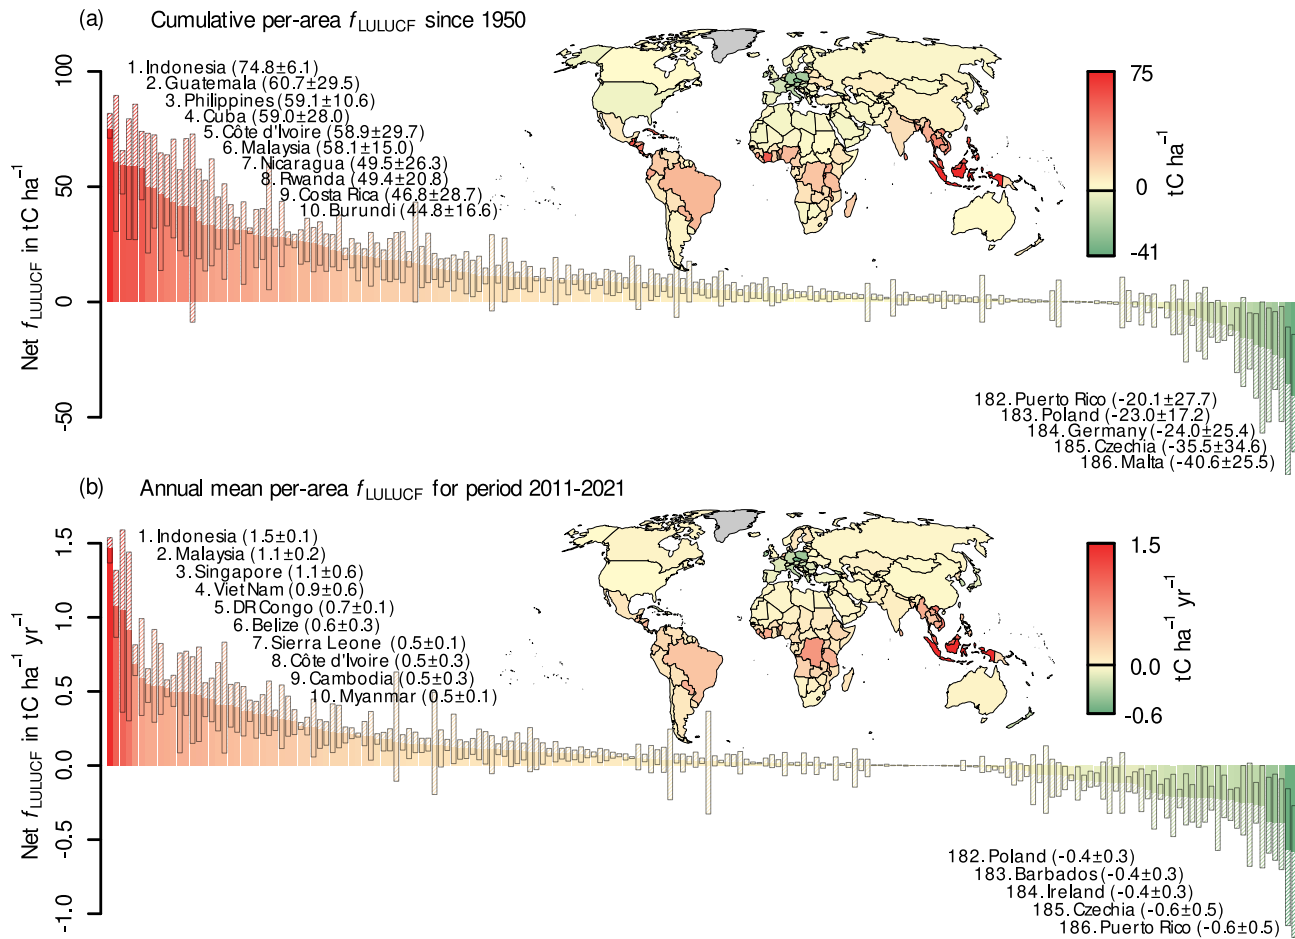 (a) Cumulative per-area fLULUCF since 1950
Net fLULUCF in tC ha⁻¹
100
50
0
-50
1. Indonesia (74.8±6.1)
2. Guatemala (60.7±29.5)
3. Philippines (59.1±10.6)
4. Cuba (59.0±28.0)
5. Côte d'Ivoire (58.9±29.7)
6. Malaysia (58.1±15.0)
7. Nicaragua (49.5±26.3)
8. Rwanda (49.4±20.8)
9. Costa Rica (46.8±28.7)
10. Burundi (44.8±16.6)
75
0
-41
tC ha⁻¹
182. Puerto Rico (-20.1±27.7)
183. Poland (-23.0±17.2)
184. Germany (-24.0±25.4)
185. Czechia (-35.5±34.6)
186. Malta (-40.6±25.5)
(b) Annual mean per-area fLULUCF for period 2011-2021
Net fLULUCF in tC ha⁻¹ yr⁻¹
1.5
1.0
0.5
0.0
-0.5
-1.0
1. Indonesia (1.5±0.1)
2. Malaysia (1.1±0.2)
3. Singapore (1.1±0.6)
4. Viet Nam (0.9±0.6)
5. DR Congo (0.7±0.1)
6. Belize (0.6±0.3)
7. Sierra Leone (0.5±0.1)
8. Côte d'Ivoire (0.5±0.3)
9. Cambodia (0.5±0.3)
10. Myanmar (0.5±0.1)
1.5
0.0
-0.6
tC ha⁻¹ yr⁻¹
182. Poland (-0.4±0.3)
183. Barbados (-0.4±0.3)
184. Ireland (-0.4±0.3)
185. Czechia (-0.6±0.5)
186. Puerto Rico (-0.6±0.5)